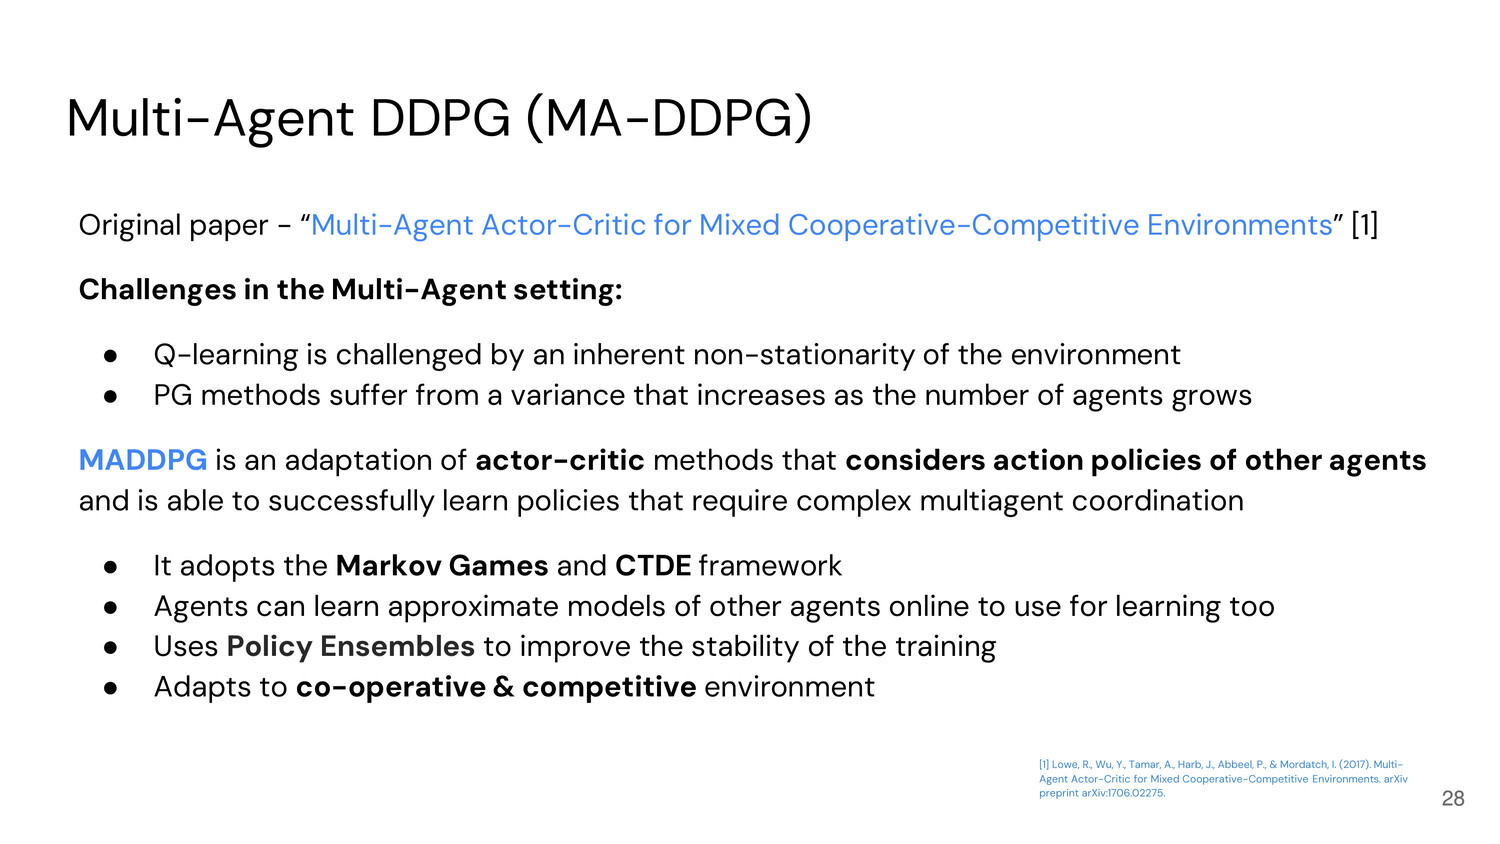 Multi-Agent DDPG (MA-DDPG)
Original paper - “Multi-Agent Actor-Critic for Mixed Cooperative-Competitive Environments” [1]
Challenges in the Multi-Agent setting:
● Q-learning is challenged by an inherent non-stationarity of the environment
● PG methods suffer from a variance that increases as the number of agents grows
MADDPG is an adaptation of actor-critic methods that considers action policies of other agents
and is able to successfully learn policies that require complex multiagent coordination
● It adopts the Markov Games and CTDE framework
● Agents can learn approximate models of other agents online to use for learning too
● Uses Policy Ensembles to improve the stability of the training
● Adapts to co-operative & competitive environment
[1] Lowe, R., Wu, Y., Tamar, A., Harb, J., Abbeel, P., & Mordatch, I. (2017). Multi-
Agent Actor-Critic for Mixed Cooperative-Competitive Environments. arXiv
preprint arXiv:1706.02275.
28